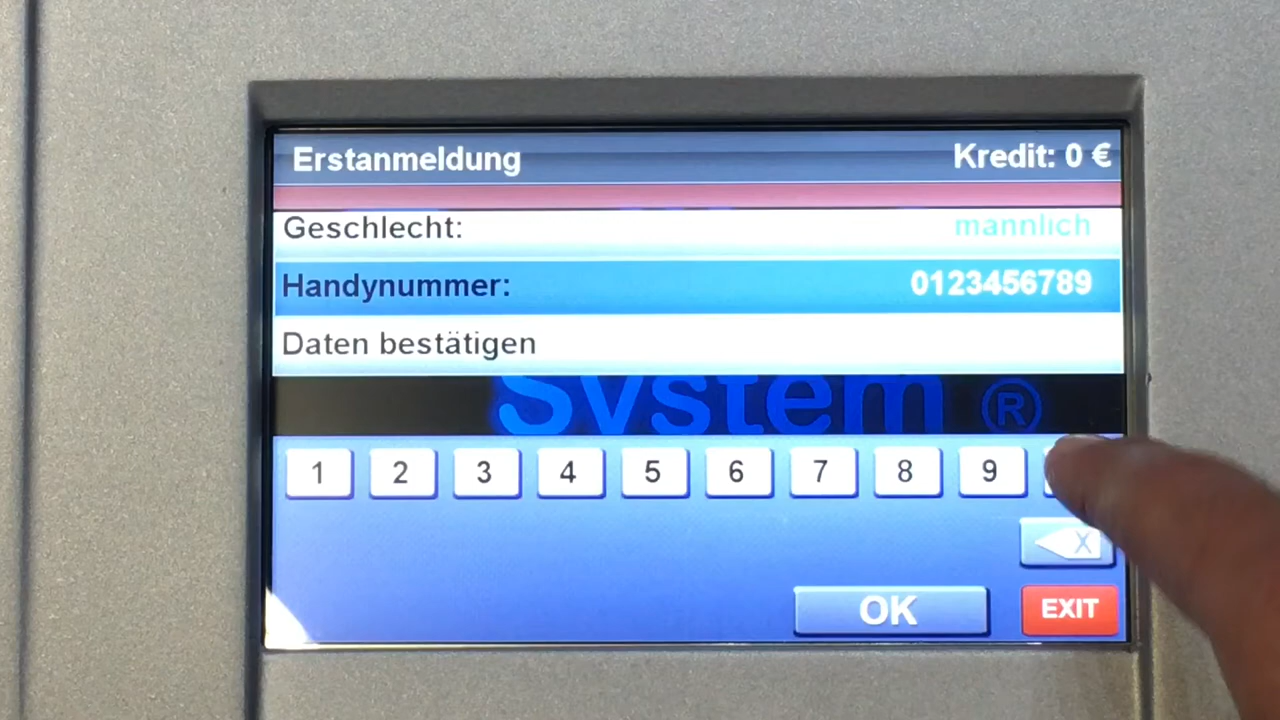 Erstanmeldung Kredit: 0 €
Geschlecht: männlich
Handynummer: 0123456789
Daten bestätigen
System ®
1 2 3 4 5 6 7 8 9
X
OK EXIT